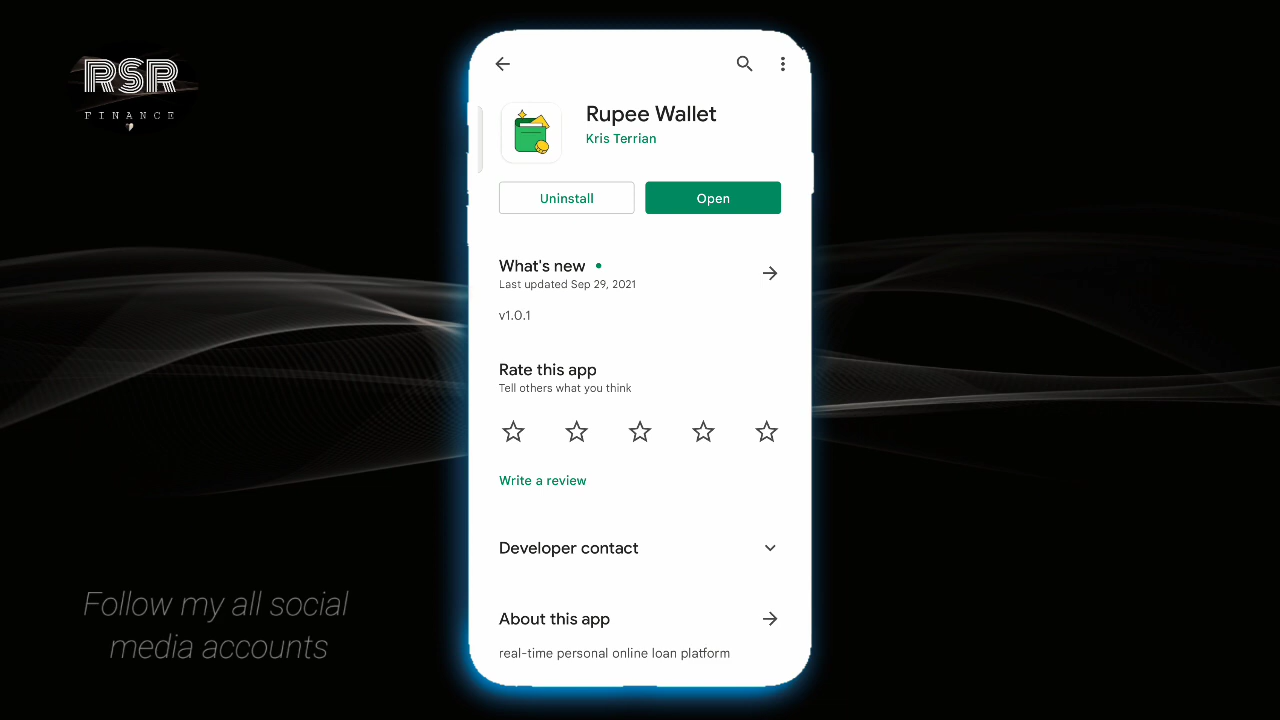 RSR
FINANCE
Rupee Wallet
Kris Terrian
Uninstall
Open
What's new
Last updated Sep 29, 2021
v1.0.1
Rate this app
Tell others what you think
Write a review
Developer contact
About this app
real-time personal online loan platform
Follow my all social
media accounts